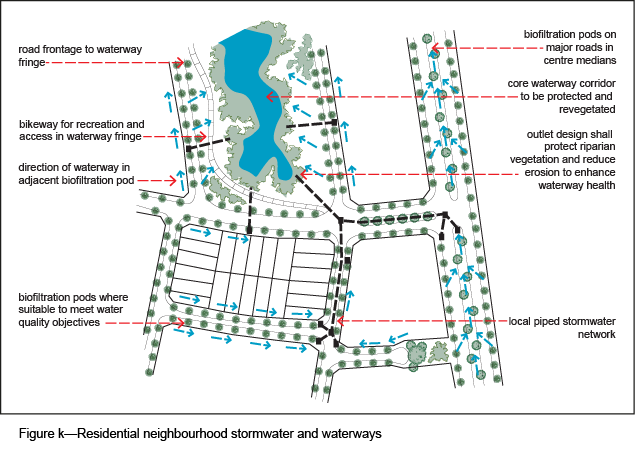 road frontage to waterway
fringe
bikeway for recreation and
access in waterway fringe
direction of waterway in
adjacent biofiltration pod
biofiltration pods where
suitable to meet water
quality objectives
biofiltration pods on
major roads in
centre medians
core waterway corridor
to be protected and
revegetated
outlet design shall
protect riparian
vegetation and reduce
erosion to enhance
waterway health
local piped stormwater
network
Figure k—Residential neighbourhood stormwater and waterways